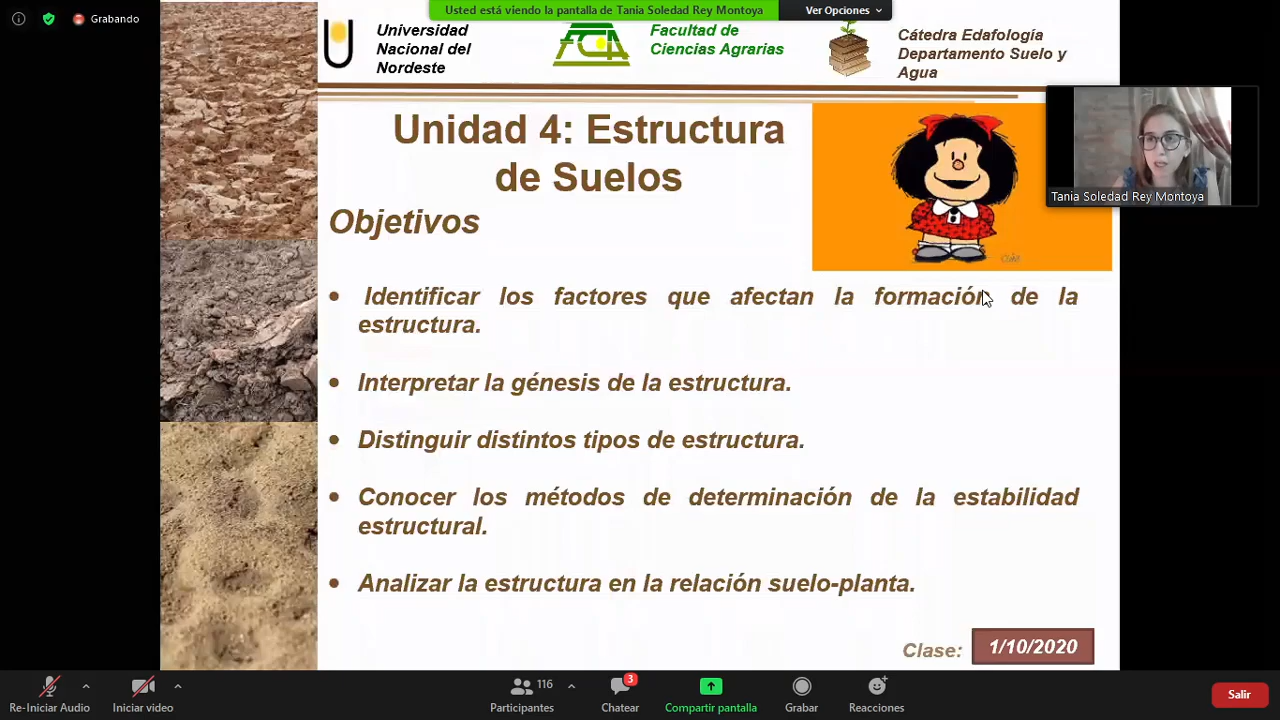 Grabando
Usted está viendo la pantalla de Tania Soledad Rey Montoya
Ver Opciones
Universidad
Nacional del
Nordeste
Facultad de
Ciencias Agrarias
Cátedra Edafología
Departamento Suelo y
Agua
Unidad 4: Estructura
de Suelos
Tania Soledad Rey Montoya
Objetivos
• Identificar los factores que afectan la formación de la
estructura.
• Interpretar la génesis de la estructura.
• Distinguir distintos tipos de estructura.
• Conocer los métodos de determinación de la estabilidad
estructural.
• Analizar la estructura en la relación suelo-planta.
Clase: 1/10/2020
Re-Iniciar Audio
Iniciar video
116
Participantes
3
Chatear
Compartir pantalla
Grabar
Reacciones
Salir